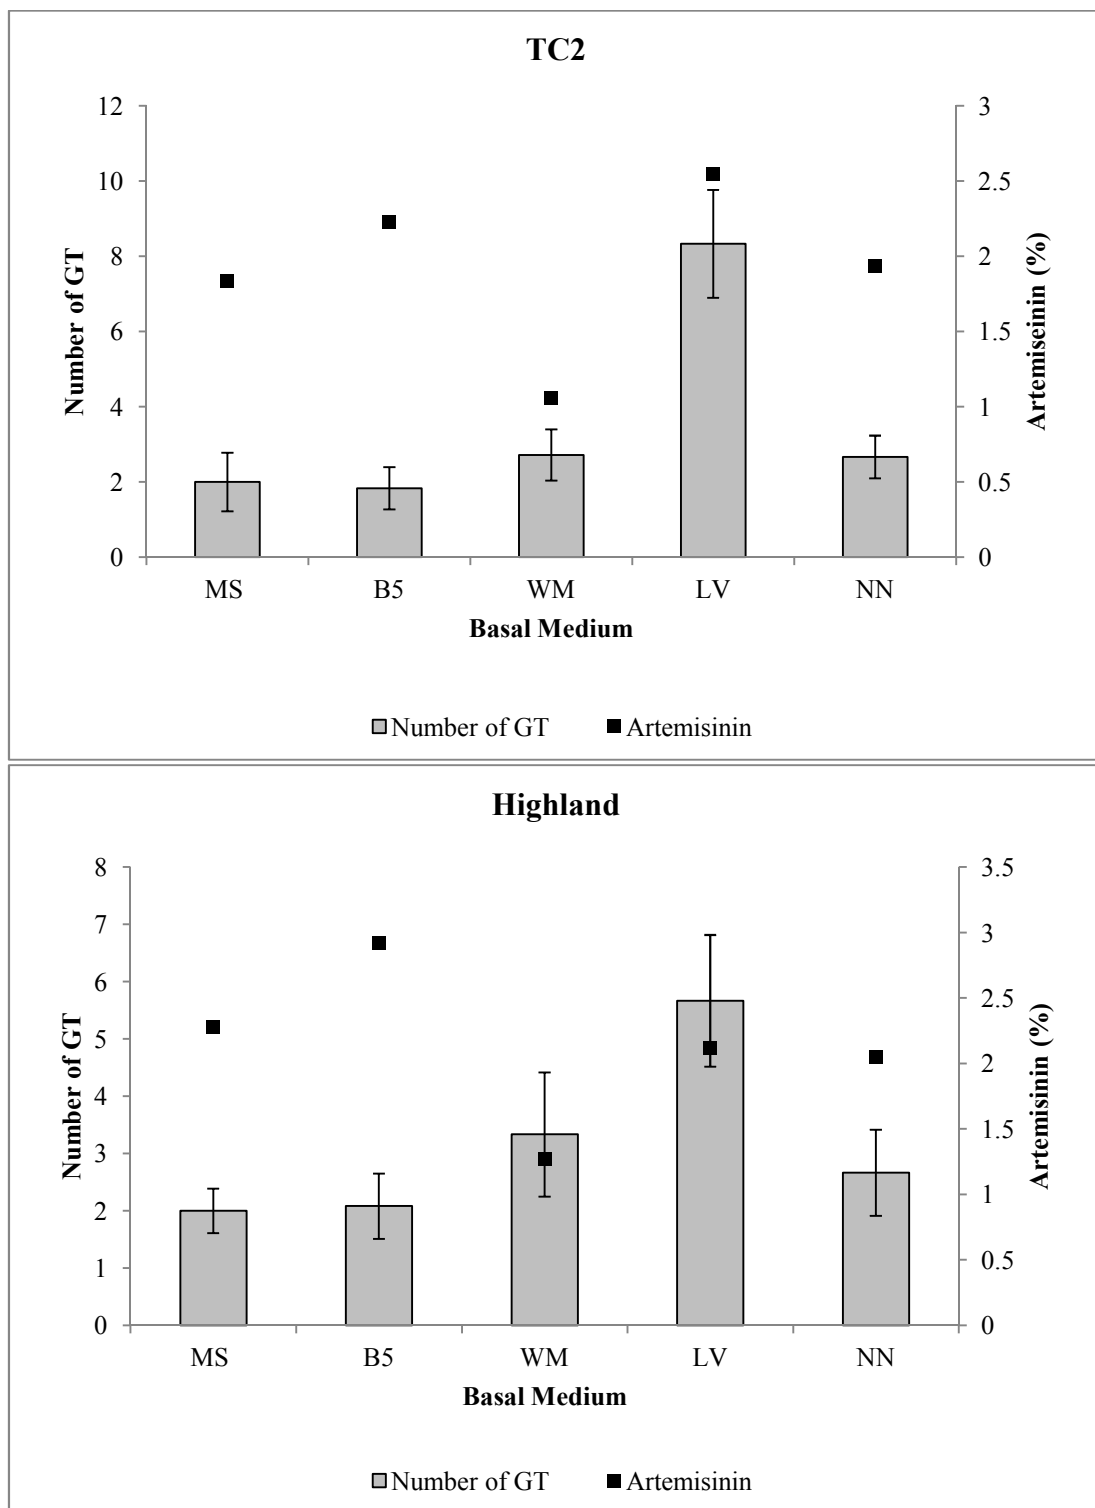 TC2
12
10
8
6
4
2
0
3
2.5
2
1.5
1
0.5
0
Number of GT
Artemiseinin (%)
MS B5 WM LV NN
Basal Medium
Number of GT Artemisinin
Highland
8
7
6
5
4
3
2
1
0
3.5
3
2.5
2
1.5
1
0.5
0
Number of GT
Artemisinin (%)
MS B5 WM LV NN
Basal Medium
Number of GT Artemisinin